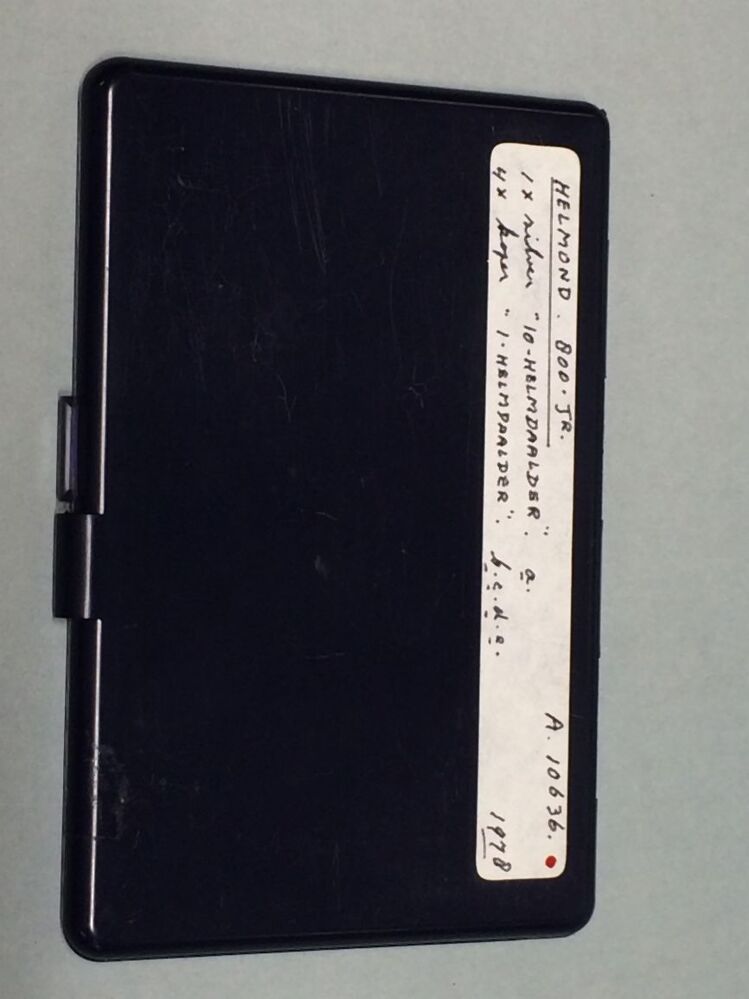 HELMOND. 800. JR. A. 10636.
1 x zilver "10-HELMDAALDER". a.
4 x koper "1-HELMDAALDER". b.c.d.e. 1978